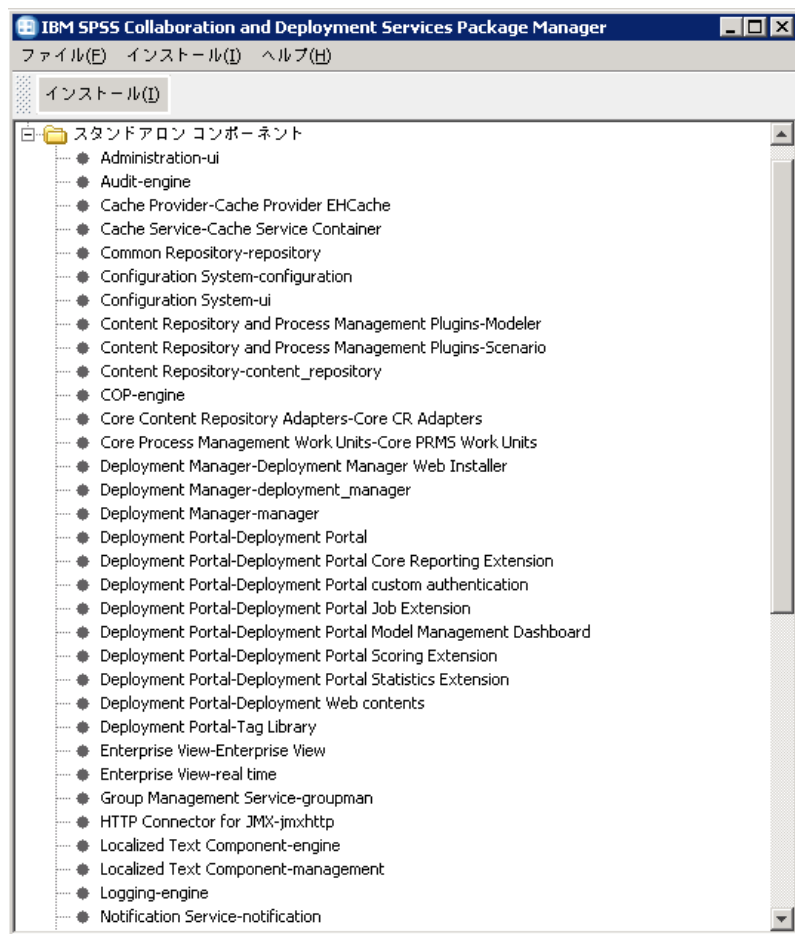 IBM SPSS Collaboration and Deployment Services Package Manager
ファイル(F) インストール(I) ヘルプ(H)
インストール(I)
スタンドアロン コンポーネント
Administration-ui
Audit-engine
Cache Provider-Cache Provider EHCache
Cache Service-Cache Service Container
Common Repository-repository
Configuration System-configuration
Configuration System-ui
Content Repository and Process Management Plugins-Modeler
Content Repository and Process Management Plugins-Scenario
Content Repository-content_repository
COP-engine
Core Content Repository Adapters-Core CR Adapters
Core Process Management Work Units-Core PRMS Work Units
Deployment Manager-Deployment Manager Web Installer
Deployment Manager-deployment_manager
Deployment Manager-manager
Deployment Portal-Deployment Portal
Deployment Portal-Deployment Portal Core Reporting Extension
Deployment Portal-Deployment Portal custom authentication
Deployment Portal-Deployment Portal Job Extension
Deployment Portal-Deployment Portal Model Management Dashboard
Deployment Portal-Deployment Portal Scoring Extension
Deployment Portal-Deployment Portal Statistics Extension
Deployment Portal-Deployment Web contents
Deployment Portal-Tag Library
Enterprise View-Enterprise View
Enterprise View-real time
Group Management Service-groupman
HTTP Connector for JMX-jmxhttp
Localized Text Component-engine
Localized Text Component-management
Logging-engine
Notification Service-notification